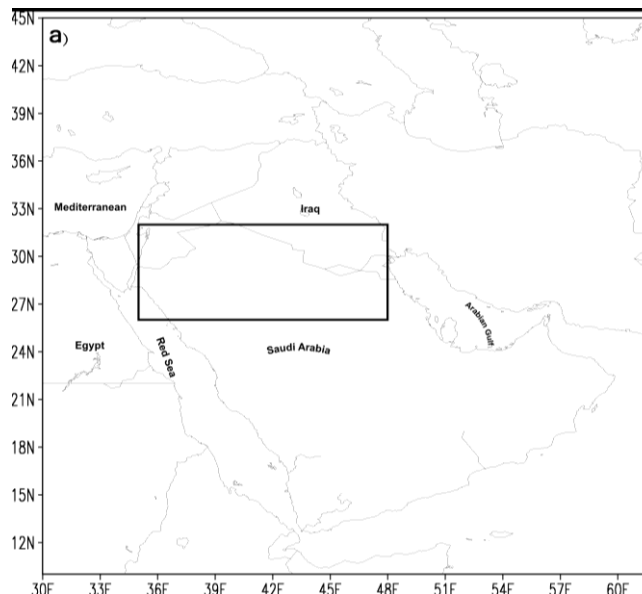 45N
a)
42N
39N
36N
33N
Mediterranean
Iraq
30N
27N
Arabian Gulf
Egypt
Red Sea
Saudi Arabia
24N
21N
18N
15N
12N
30E 33E 36E 39E 42E 45E 48E 51E 54E 57E 60E